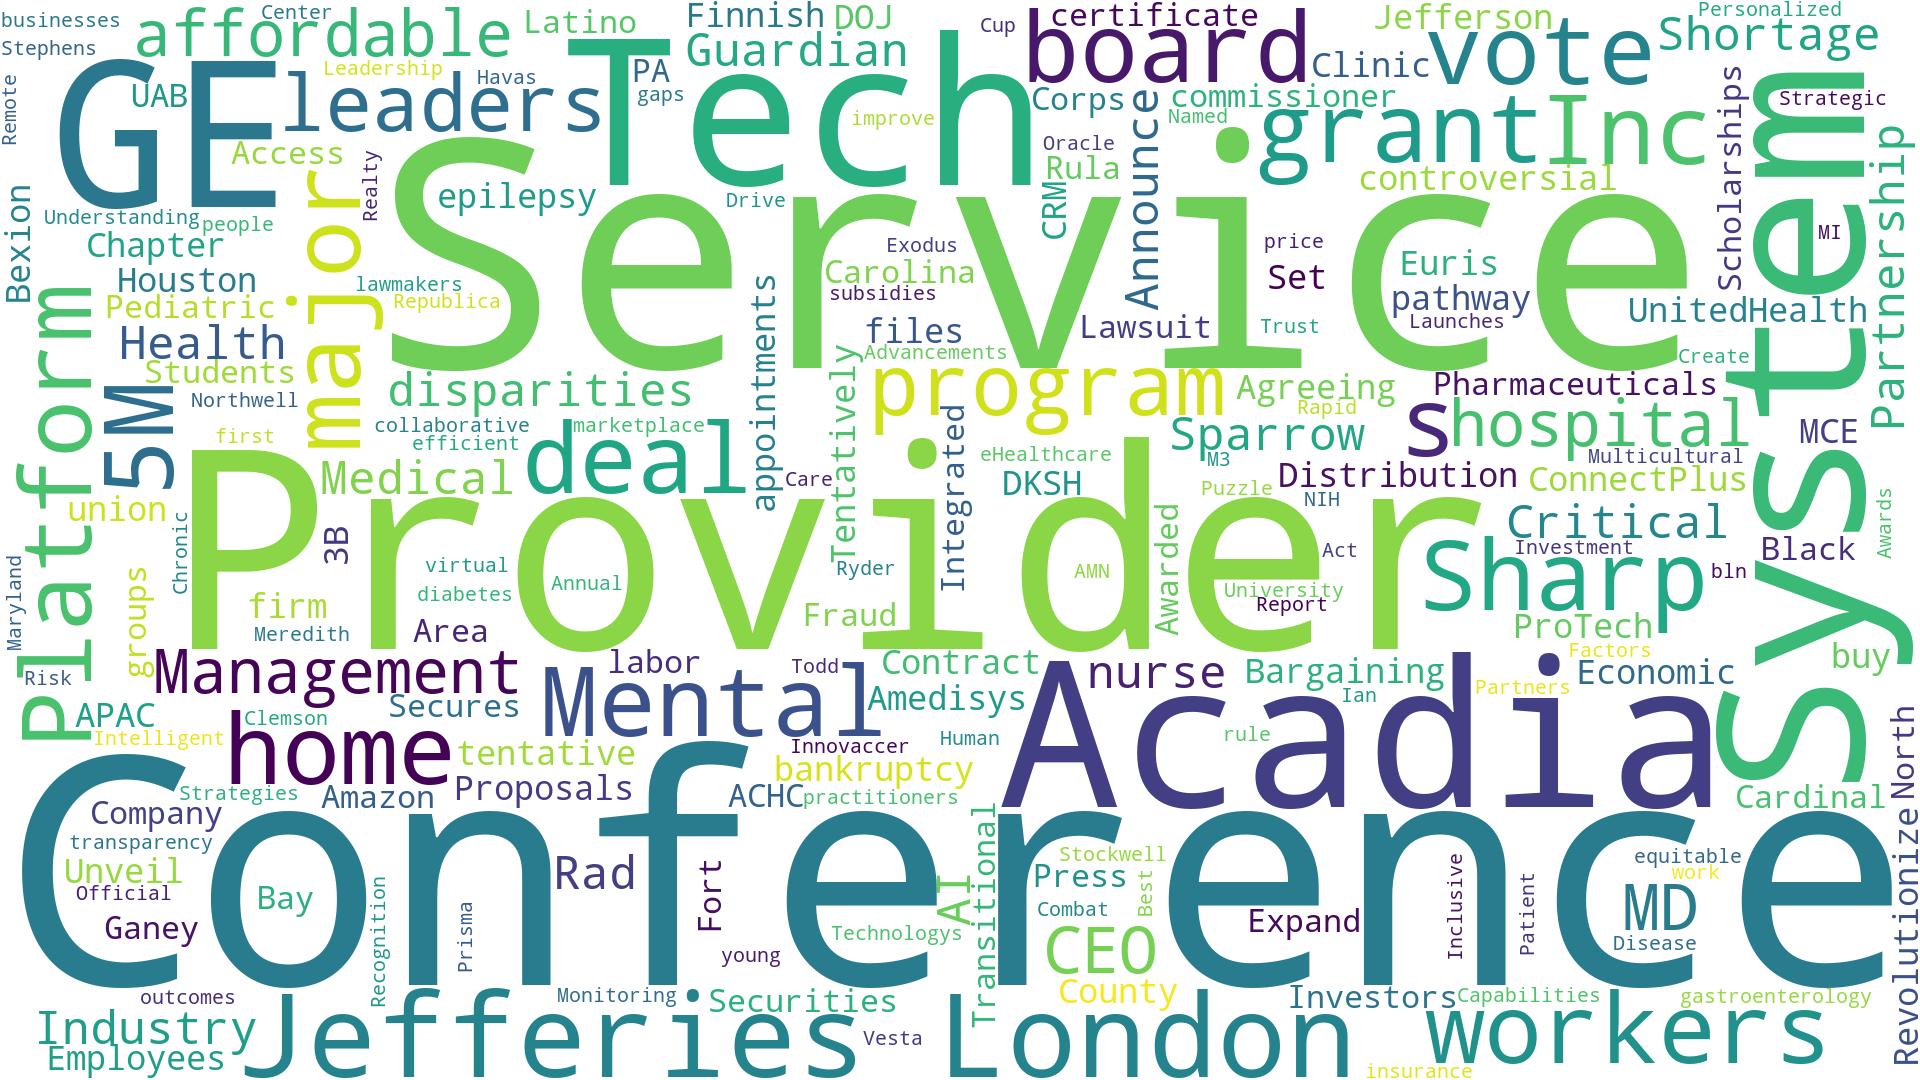 businesses
Center
affordable
Latino
Finnish
DOJ
Cup
certificate
board
Jefferson
Personalized
Stephens
Guardian
Tech
vote
Shortage
Leadership
Havas
PA
Clinic
Remote
UAB
GE
leaders
gaps
Corps
Announce
commissioner
Named
grant
Inc
Scholarships
Strategic
System
improve
Access
Realty
Oracle
Rula
controversial
Partnership
epilepsy
Drive
CRM
Service
Bexion
Understanding
people
major
Chapter
Exodus
price
MI
Houston
lawmakers
Carolina
Set
Euris
Pediatric
Republica
subsidies
pathway
UnitedHealth
Platform
Health
appointments
files
Lawsuit
Trust
Launches
Students
Advancements
Create
5M
Northwell
disparities
Tentatively
program
Agreeing
Pharmaceuticals
first
collaborative
efficient
marketplace
deal
Integrated
Rapid
Sparrow
s
hospital
MCE
Medical
Care
eHealthcare
M3
Multicultural
DKSH
Puzzle
Distribution
ConnectPlus
union
NIH
Awards
Chronic
3B
Provider
Awarded
Critical
Maryland
virtual
Ryder
Act
Investment
Black
groups
diabetes
Annual
AMN
University
Sharp
bln
firm
Report
Meredith
Area
Fraud
ProTech
Risk
Management
labor
Todd
Contract
nurse
Bargaining
Factors
Economic
buy
Mental
Amedisys
Acadia
Ian
Partners
APAC
Clemson
Secures
Intelligent
home
tentative
Innovaccer
Human
rule
North
bankruptcy
Strategies
Amazon
Proposals
ACHC
practitioners
Cardinal
Company
Conference
transparency
Transitional
Unveil
Rad
Fort
AI
Stockwell
Press
Best
equitable
work
Official
Bay
Combat
Inclusive
Patient
MD
Revolutionize
Ganey
Recognition
Prisma
Technologys
Expand
young
CEO
Disease
outcomes
Monitoring
Securities
County
Investors
Capabilities
gastroenterology
Industry
Jefferies
Vesta
London
workers
Employees
insurance